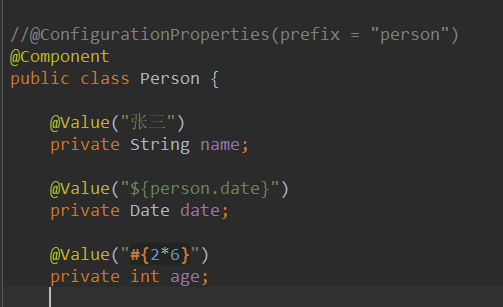 //@ConfigurationProperties(prefix = "person")
@Component
public class Person {
@Value("张三")
private String name;
@Value("${person.date}")
private Date date;
@Value("#{2*6}")
private int age;